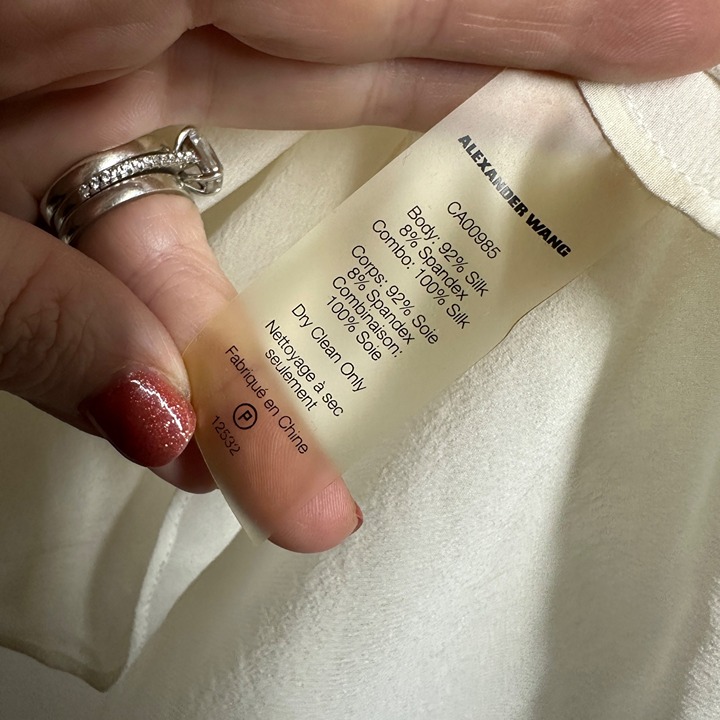 ALEXANDER WANG
CA00985
Body: 92% Silk
8% Spandex
Combo: 100% Silk
Corps: 92% Soie
8% Spandex
Combinaison:
100% Soie
Dry Clean Only
Nettoyage à sec
seulement
Fabriqué en Chine
P
12532